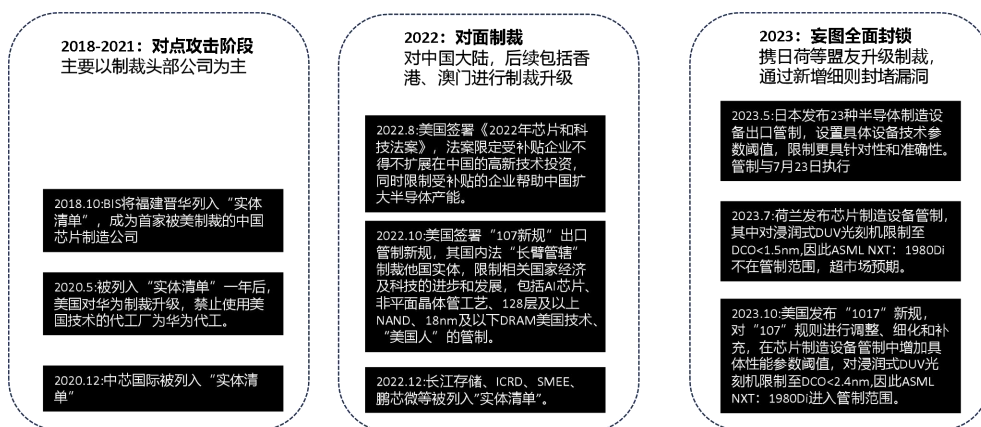 2018-2021：对点攻击阶段
主要以制裁头部公司为主
2018.10:BIS将福建晋华列入“实体
清单”，成为首家被美制裁的中国
芯片制造公司
2020.5:被列入“实体清单”一年后，
美国对华为制裁升级，禁止使用美
国技术的代工厂为华为代工。
2020.12:中芯国际被列入“实体清
单”
2022：对面制裁
对中国大陆，后续包括香
港、澳门进行制裁升级
2022.8:美国签署《2022年芯片和科
技法案》，法案限定受补贴企业不
得不扩展在中国的高新技术投资，
同时限制受补贴的企业帮助中国扩
大半导体产能。
2022.10:美国签署“107新规”出口
管制新规，其国内法“长臂管辖”
制裁他国实体，限制相关国家经济
及科技的进步和发展，包括AI芯片、
非平面晶体管工艺、128层及以上
NAND、18nm及以下DRAM美国技术、
“美国人”的管制。
2022.12:长江存储、ICRD、SMEE、
鹏芯微等被列入"实体清单”。
2023：妄图全面封锁
携日荷等盟友升级制裁，
通过新增细则封堵漏洞
2023.5:日本发布23种半导体制造设
备出口管制，设置具体设备技术参
数阈值，限制更具针对性和准确性。
管制与7月23日执行
2023.7:荷兰发布芯片制造设备管制，
其中对浸润式DUV光刻机限制至
DCO<1.5nm,因此ASML NXT：1980Di
不在管制范围，超市场预期。
2023.10:美国发布“1017”新规，
对“107”规则进行调整、细化和补
充，在芯片制造设备管制中增加具
体性能参数阈值，对浸润式DUV光
刻机限制至DCO<2.4nm,因此ASML
NXT：1980Di进入管制范围。